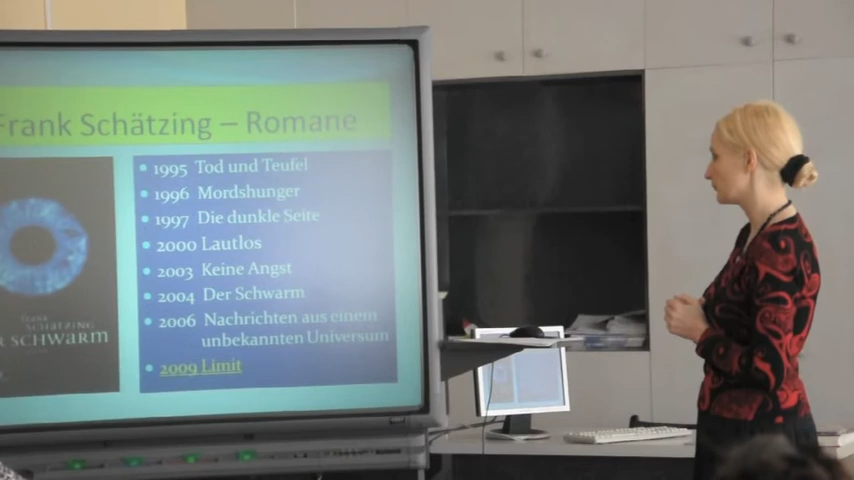 Frank Schätzing – Romane
1995 Tod und Teufel
1996 Mordshunger
1997 Die dunkle Seite
2000 Lautlos
2003 Keine Angst
2004 Der Schwarm
2006 Nachrichten aus einem
unbekannten Universum
2009 Limit
FRANK
SCHÄTZING
R SCHWARM